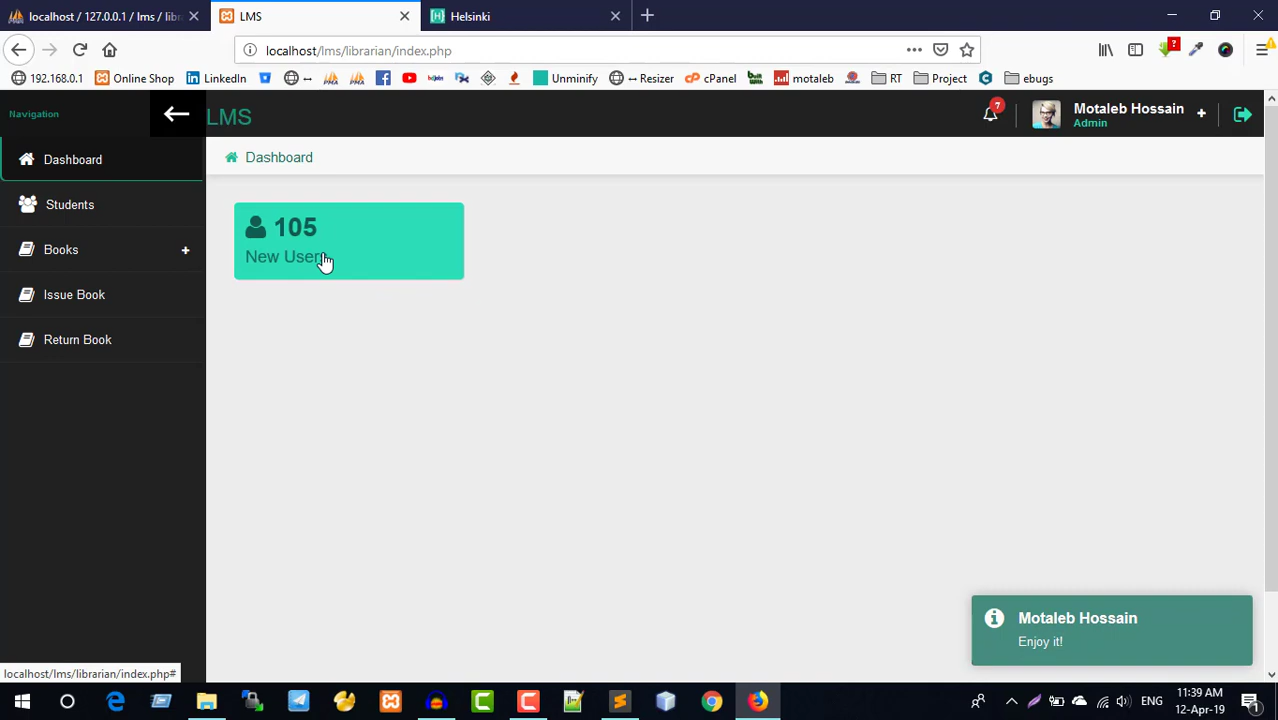 localhost / 127.0.0.1 / lms / lib
LMS
Helsinki
localhost/lms/librarian/index.php
192.168.0.1
Online Shop
LinkedIn
Unminify
Resizer
cPanel
motaleb
RT
Project
ebugs
Navigation
LMS
7
Motaleb Hossain
Admin
Dashboard
Dashboard
Students
Books
Issue Book
Return Book
105
New User
Motaleb Hossain
Enjoy it!
localhost/lms/librarian/index.php#
ENG
11:39 AM
12-Apr-19
1